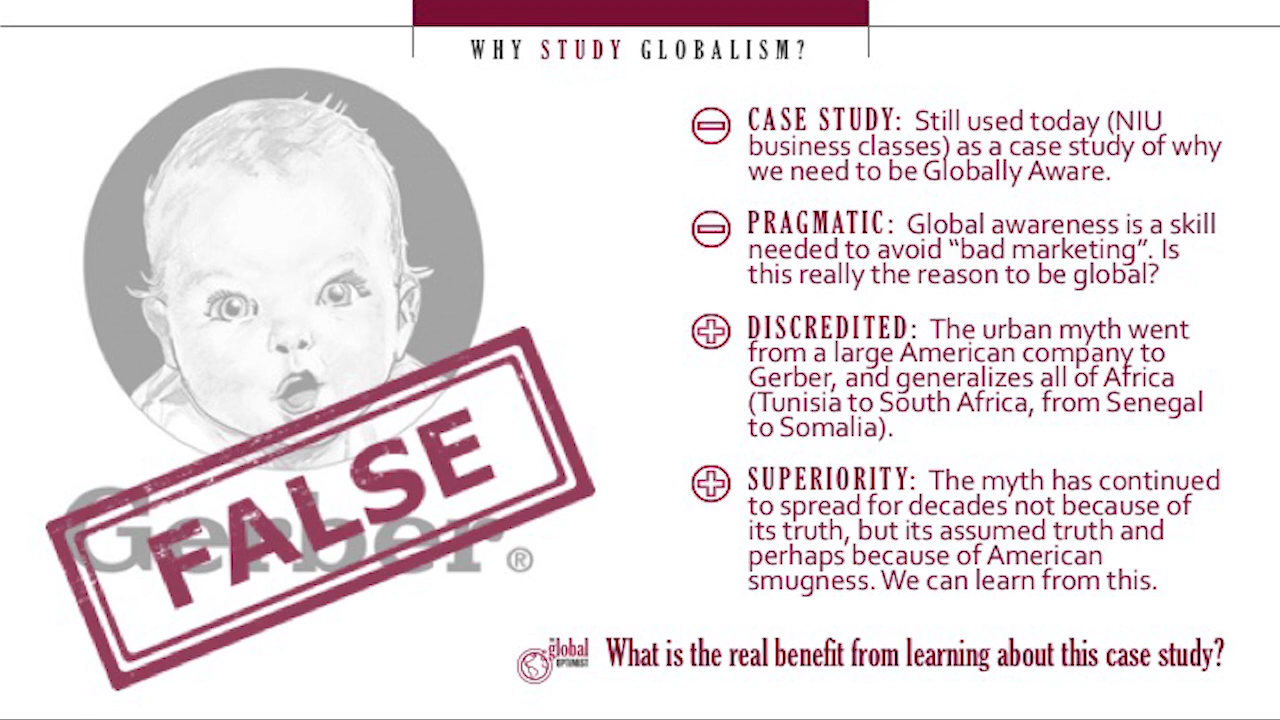 WHY STUDY GLOBALISM?
CASE STUDY: Still used today (NIU
business classes) as a case study of why
we need to be Globally Aware.
PRAGMATIC: Global awareness is a skill
needed to avoid “bad marketing”. Is
this really the reason to be global?
DISCREDITED: The urban myth went
from a large American company to
Gerber, and generalizes all of Africa
(Tunisia to South Africa, from Senegal
to Somalia).
SUPERIORITY: The myth has continued
to spread for decades not because of
its truth, but its assumed truth and
perhaps because of American
smugness. We can learn from this.
Gerber®
FALSE
the global
OPTIMIST
What is the real benefit from learning about this case study?